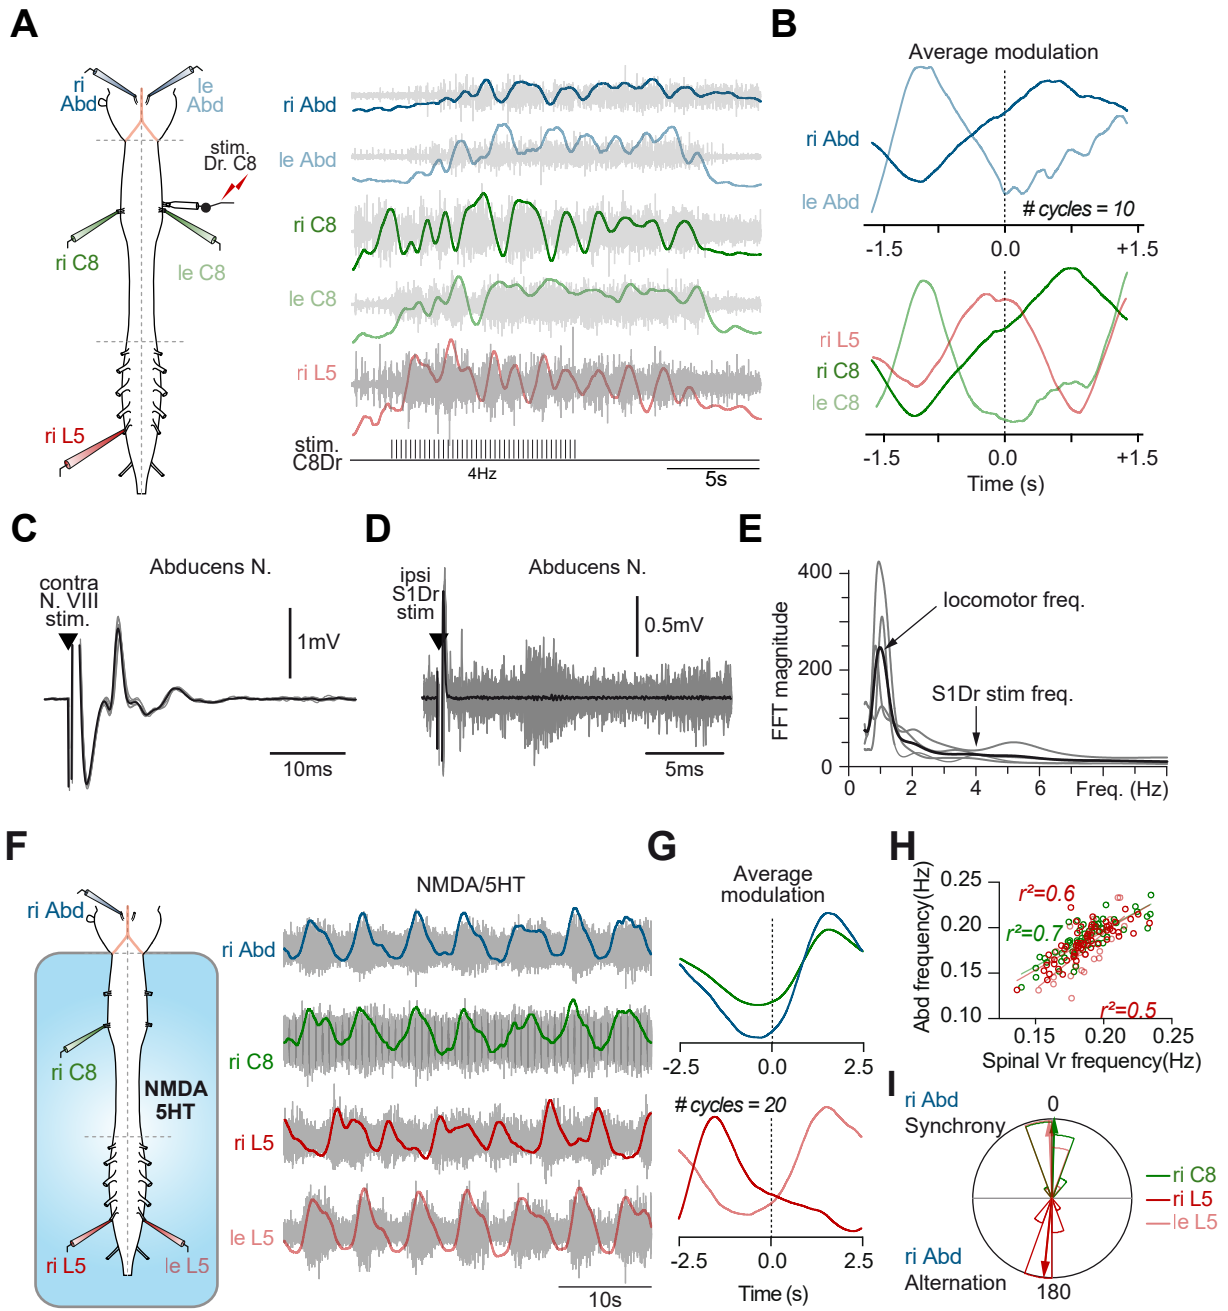 A
ri
Abd
le
Abd
stim.
Dr. C8
ri C8
le C8
ri L5
ri Abd
le Abd
ri C8
le C8
ri L5
stim.
C8Dr
4Hz
5s
B
Average modulation
ri Abd
le Abd
# cycles = 10
-1.5
0.0
+1.5
ri L5
ri C8
le C8
-1.5
0.0
+1.5
Time (s)
C
Abducens N.
contra
N. VIII
stim.
1mV
10ms
D
Abducens N.
ipsi
S1Dr
stim
0.5mV
5ms
E
FFT magnitude
400
200
0
locomotor freq.
S1Dr stim freq.
0
2
4
6
Freq. (Hz)
F
ri Abd
ri C8
NMDA
5HT
ri L5
le L5
NMDA/5HT
ri Abd
ri C8
ri L5
le L5
10s
G
Average
modulation
-2.5
0.0
2.5
# cycles = 20
-2.5
0.0
2.5
Time (s)
H
Abd frequency(Hz)
0.25
0.20
0.15
0.10
r²=0.6
r²=0.7
r²=0.5
0.15
0.20
0.25
Spinal Vr frequency(Hz)
I
ri Abd
Synchrony
0
ri C8
ri L5
le L5
ri Abd
Alternation
180